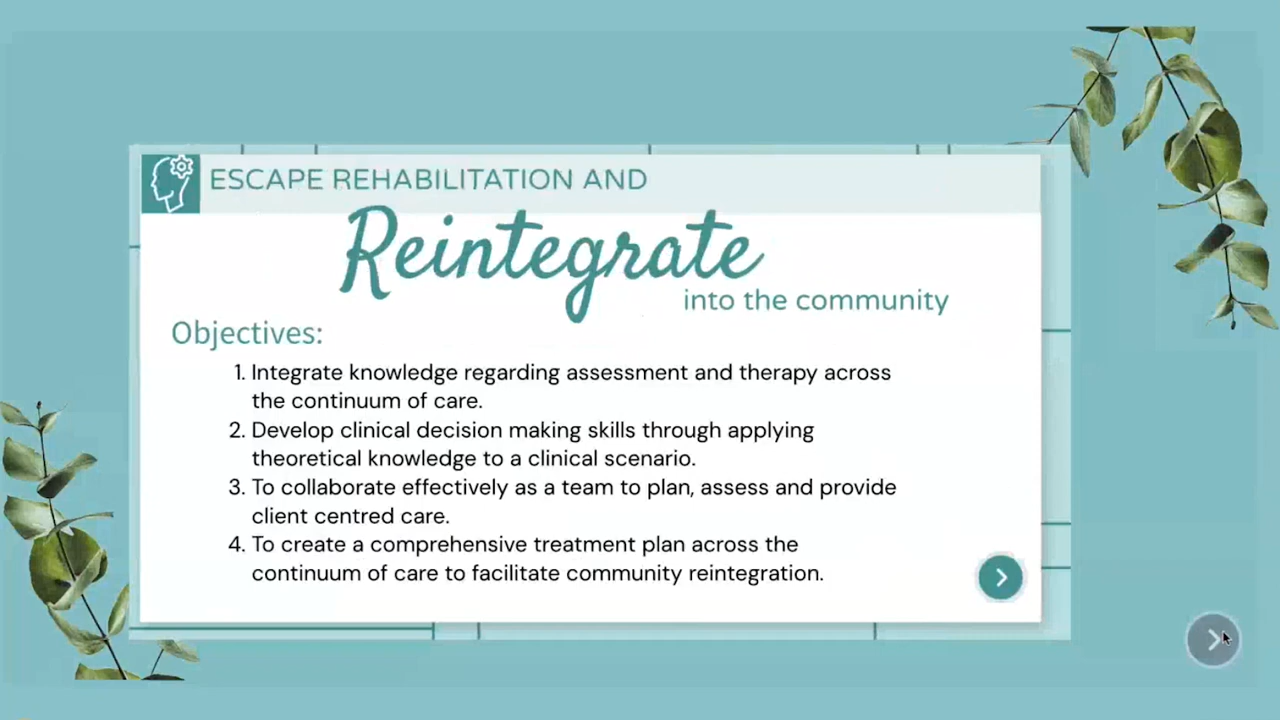 ESCAPE REHABILITATION AND
Reintegrate
into the community
Objectives:
1. Integrate knowledge regarding assessment and therapy across
the continuum of care.
2. Develop clinical decision making skills through applying
theoretical knowledge to a clinical scenario.
3. To collaborate effectively as a team to plan, assess and provide
client centred care.
4. To create a comprehensive treatment plan across the
continuum of care to facilitate community reintegration.